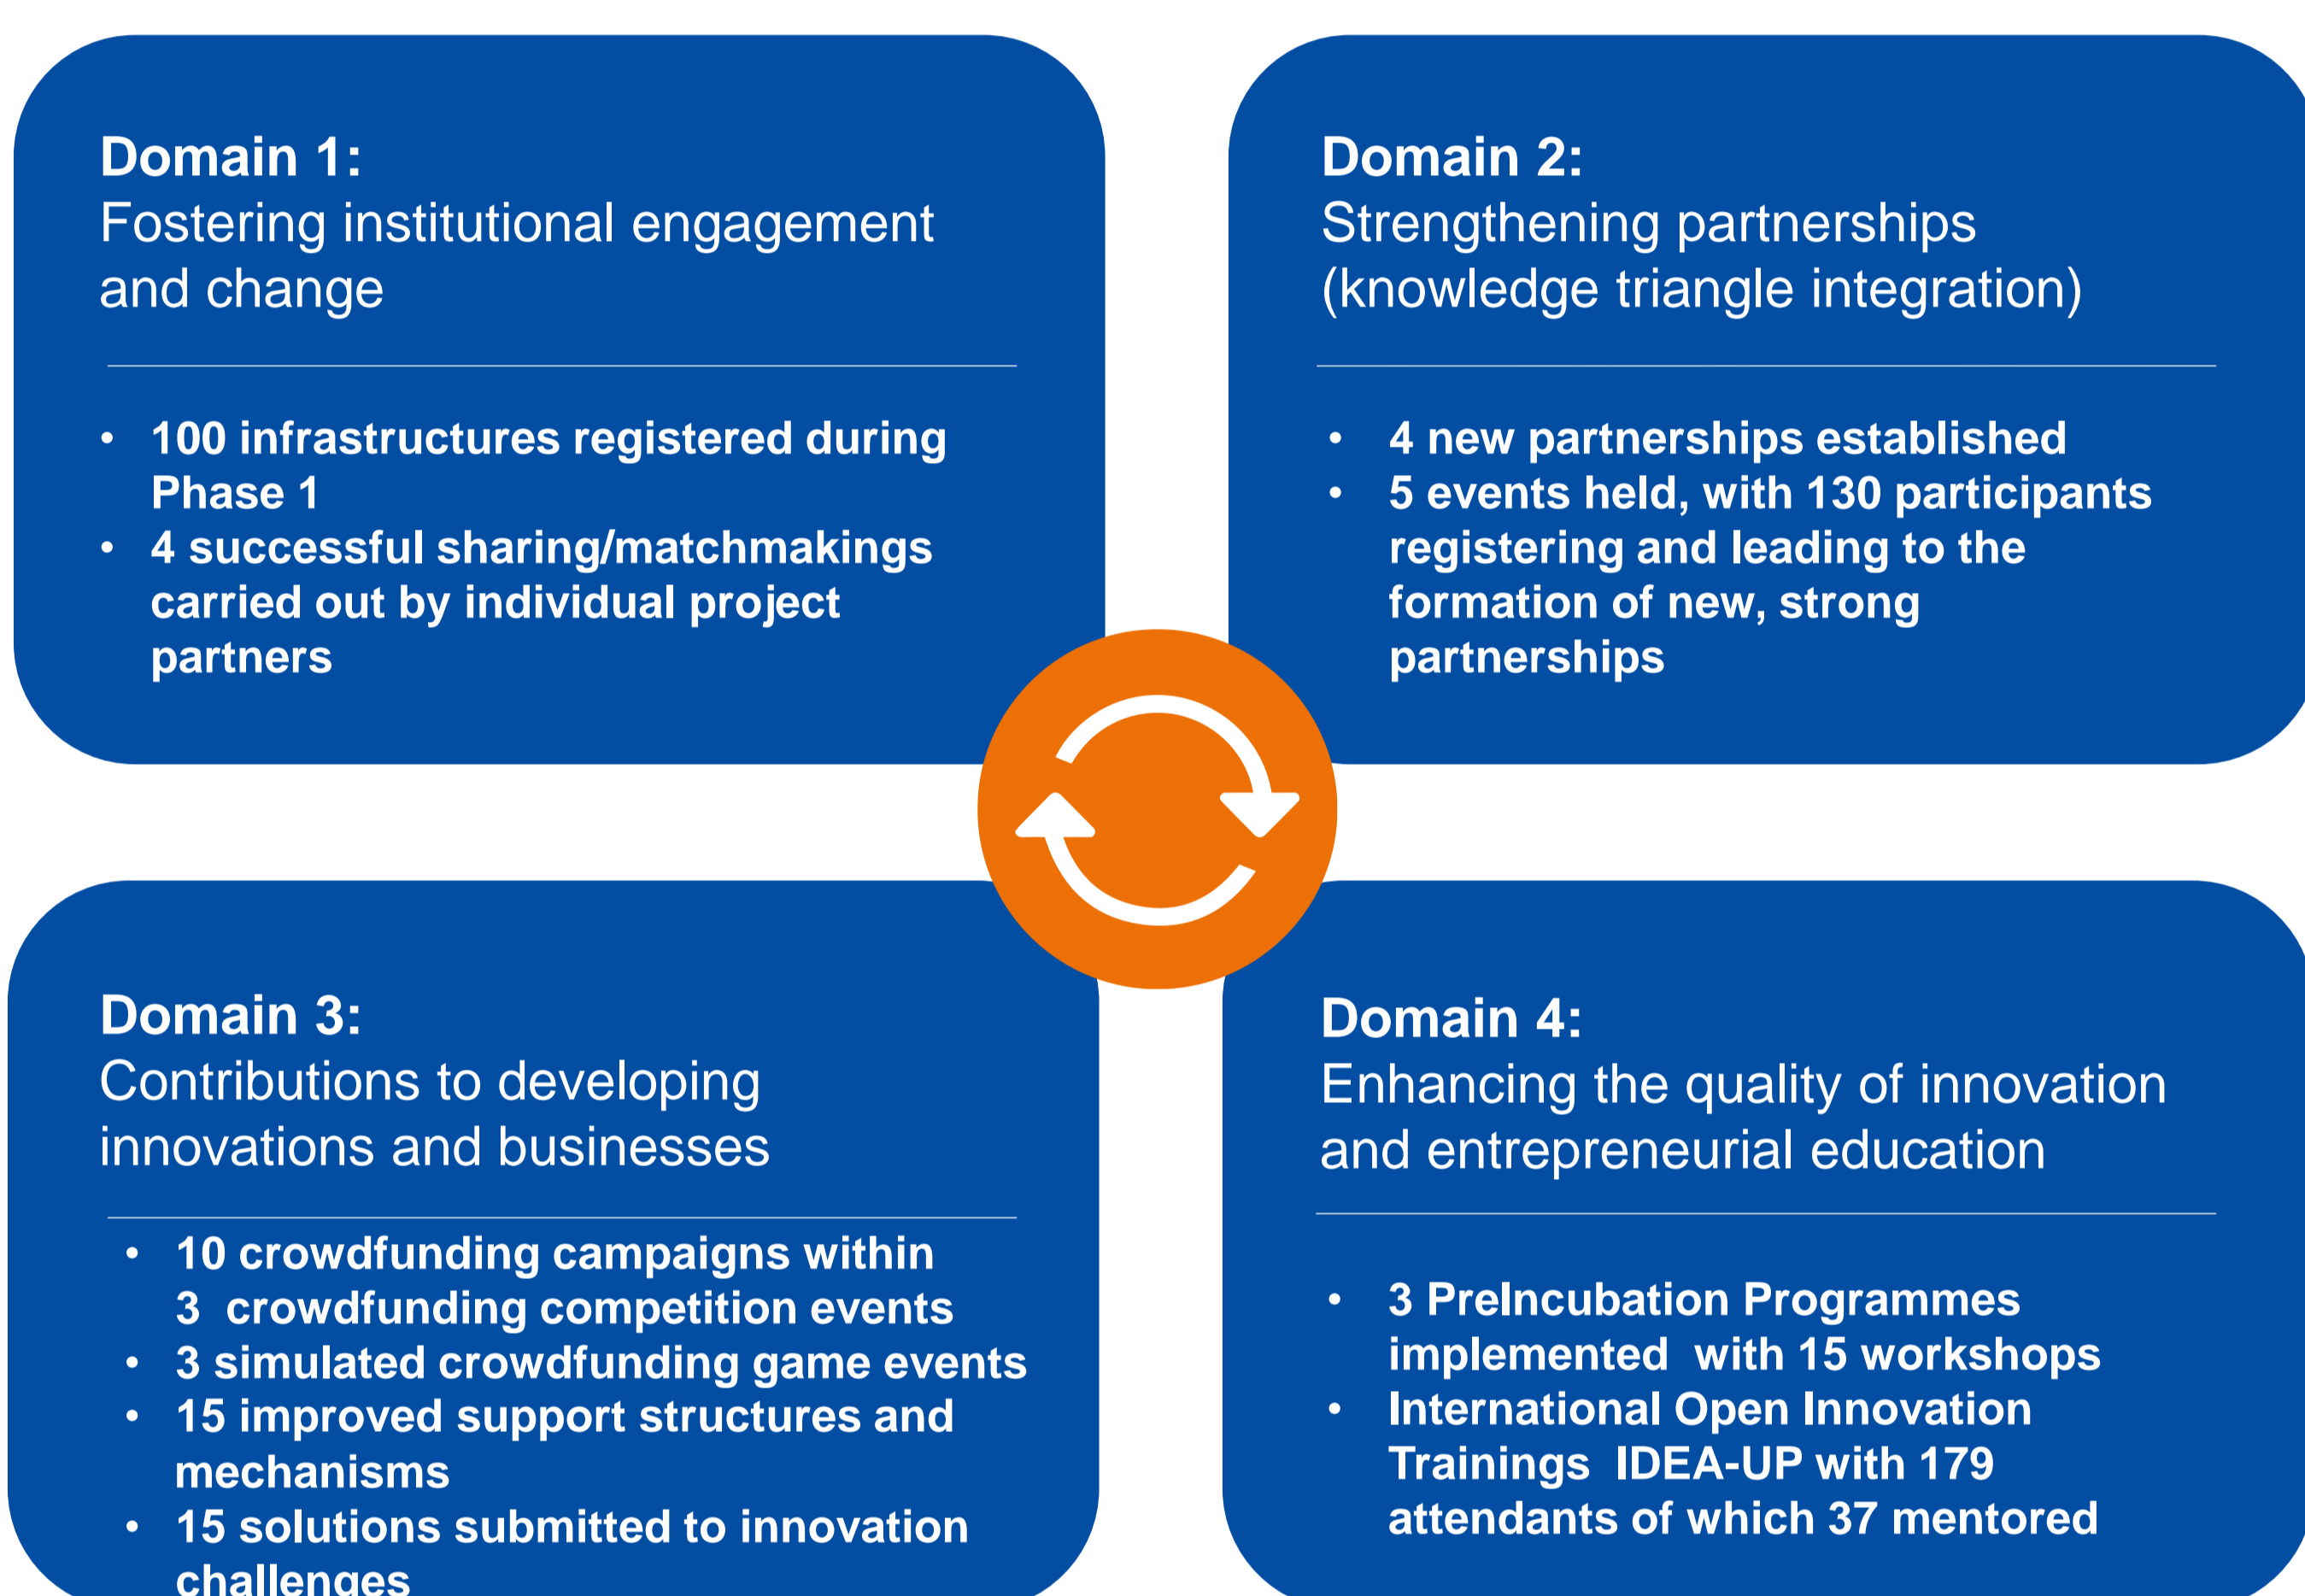 Domain 1:
Fostering institutional engagement
and change
• 100 infrastructures registered during
Phase 1
• 4 successful sharing/matchmakings
carried out by individual project
partners
Domain 2:
Strengthening partnerships
(knowledge triangle integration)
• 4 new partnerships established
• 5 events held, with 130 participants
registering and leading to the
formation of new, strong
partnerships
Domain 3:
Contributions to developing
innovations and businesses
• 10 crowdfunding campaigns within
3  crowdfunding competition events
• 3 simulated crowdfunding game events
• 15 improved support structures and
mechanisms
• 15 solutions submitted to innovation
challenges
Domain 4:
Enhancing the quality of innovation
and entrepreneurial education
• 3 PreIncubation Programmes
implemented  with 15 workshops
• International Open Innovation
Trainings  IDEA-UP with 179
attendants of which 37 mentored